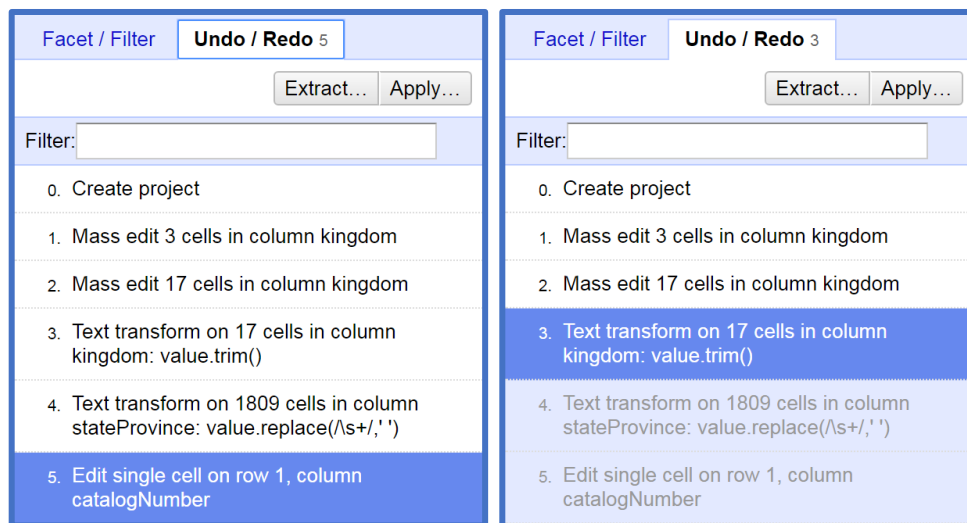 Facet / Filter Undo / Redo 5
Extract... Apply...
Filter:
0. Create project
1. Mass edit 3 cells in column kingdom
2. Mass edit 17 cells in column kingdom
3. Text transform on 17 cells in column
kingdom: value.trim()
4. Text transform on 1809 cells in column
stateProvince: value.replace(/\s+/,' ')
5. Edit single cell on row 1, column
catalogNumber
Facet / Filter Undo / Redo 3
Extract... Apply...
Filter:
0. Create project
1. Mass edit 3 cells in column kingdom
2. Mass edit 17 cells in column kingdom
3. Text transform on 17 cells in column
kingdom: value.trim()
4. Text transform on 1809 cells in column
stateProvince: value.replace(/\s+/,' ')
5. Edit single cell on row 1, column
catalogNumber